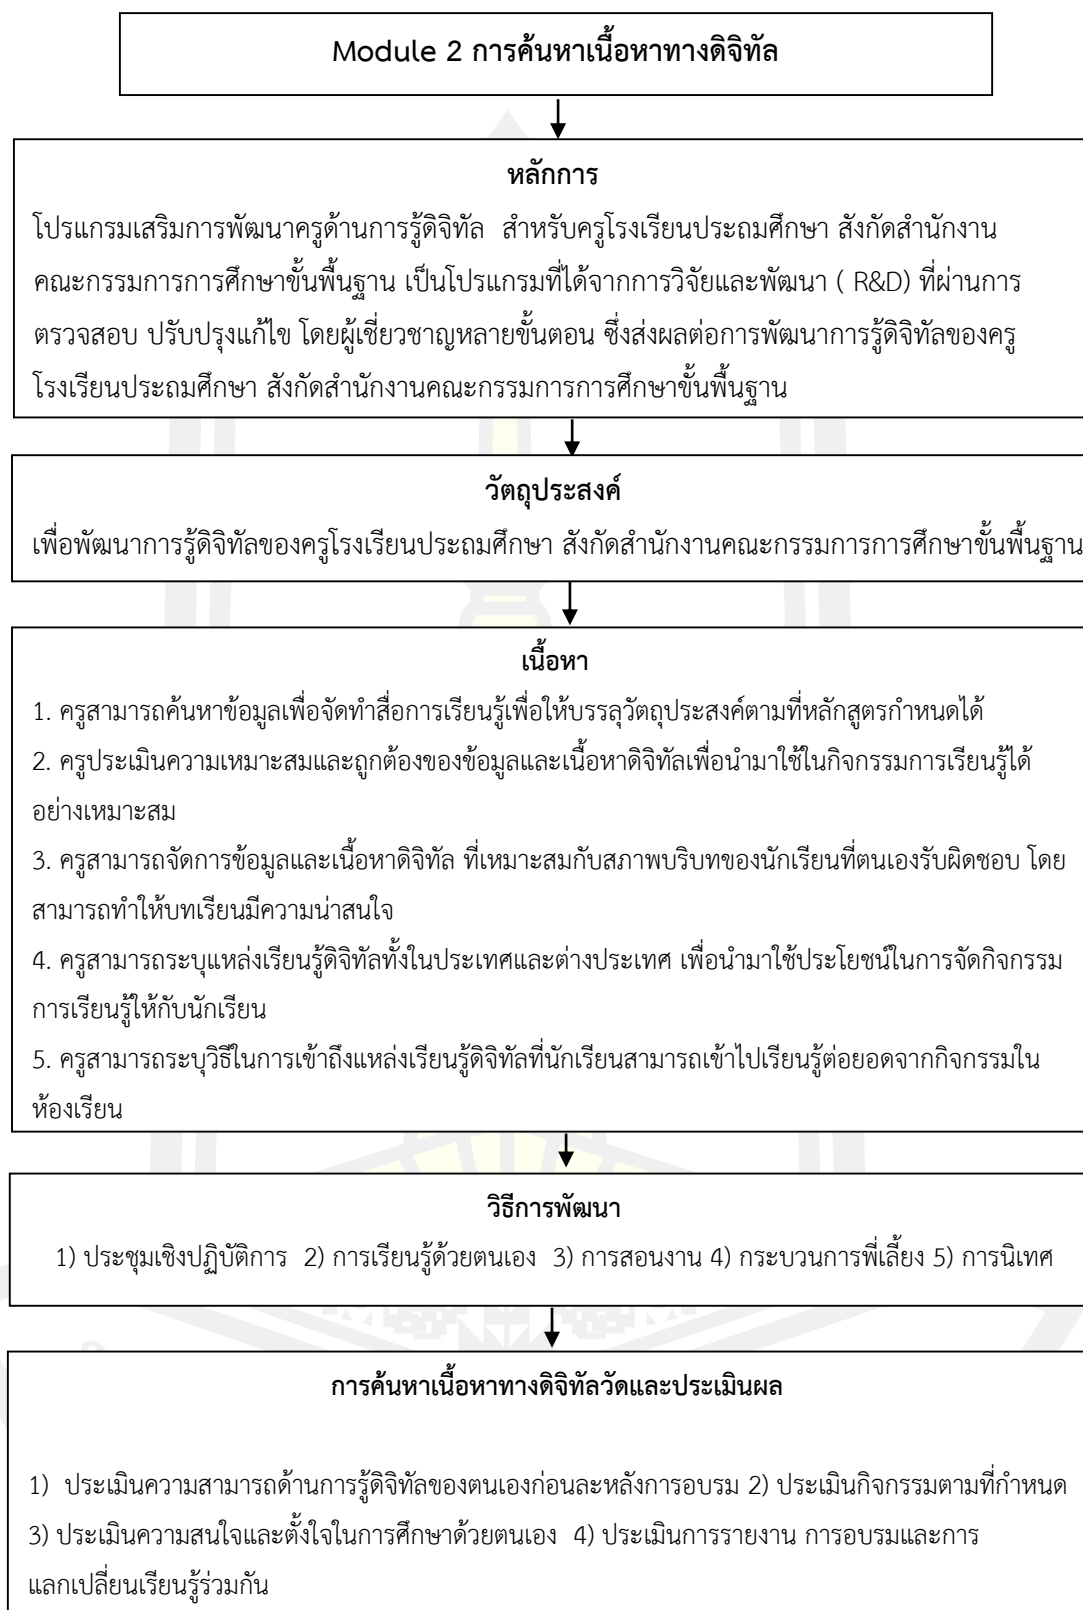 Module 2 การค้นหาเนื้อหาทางดิจิทัล
หลักการ
โปรแกรมเสริมการพัฒนาครูด้านการรู้ดิจิทัล สำหรับครูโรงเรียนประถมศึกษา สังกัดสำนักงาน
คณะกรรมการการศึกษาขั้นพื้นฐาน เป็นโปรแกรมที่ได้จากการวิจัยและพัฒนา ( R&D) ที่ผ่านการ
ตรวจสอบ ปรับปรุงแก้ไข โดยผู้เชี่ยวชาญหลายขั้นตอน ซึ่งส่งผลต่อการพัฒนาการรู้ดิจิทัลของครู
โรงเรียนประถมศึกษา สังกัดสำนักงานคณะกรรมการการศึกษาขั้นพื้นฐาน
วัตถุประสงค์
เพื่อพัฒนาการรู้ดิจิทัลของครูโรงเรียนประถมศึกษา สังกัดสำนักงานคณะกรรมการการศึกษาขั้นพื้นฐาน
เนื้อหา
1. ครูสามารถค้นหาข้อมูลเพื่อจัดทำสื่อการเรียนรู้เพื่อให้บรรลุวัตถุประสงค์ตามที่หลักสูตรกำหนดได้
2. ครูประเมินความเหมาะสมและถูกต้องของข้อมูลและเนื้อหาดิจิทัลเพื่อนำมาใช้ในกิจกรรมการเรียนรู้ได้
อย่างเหมาะสม
3. ครูสามารถจัดการข้อมูลและเนื้อหาดิจิทัล ที่เหมาะสมกับสภาพบริบทของนักเรียนที่ตนเองรับผิดชอบ โดย
สามารถทำให้บทเรียนมีความน่าสนใจ
4. ครูสามารถระบุแหล่งเรียนรู้ดิจิทัลทั้งในประเทศและต่างประเทศ เพื่อนำมาใช้ประโยชน์ในการจัดกิจกรรม
การเรียนรู้ให้กับนักเรียน
5. ครูสามารถระบุวิธีในการเข้าถึงแหล่งเรียนรู้ดิจิทัลที่นักเรียนสามารถเข้าไปเรียนรู้ต่อยอดจากกิจกรรมใน
ห้องเรียน
วิธีการพัฒนา
1) ประชุมเชิงปฏิบัติการ 2) การเรียนรู้ด้วยตนเอง 3) การสอนงาน 4) กระบวนการพี่เลี้ยง 5) การนิเทศ
การค้นหาเนื้อหาทางดิจิทัลวัดและประเมินผล
1) ประเมินความสามารถด้านการรู้ดิจิทัลของตนเองก่อนละหลังการอบรม 2) ประเมินกิจกรรมตามที่กำหนด
3) ประเมินความสนใจและตั้งใจในการศึกษาด้วยตนเอง 4) ประเมินการรายงาน การอบรมและการ
แลกเปลี่ยนเรียนรู้ร่วมกัน